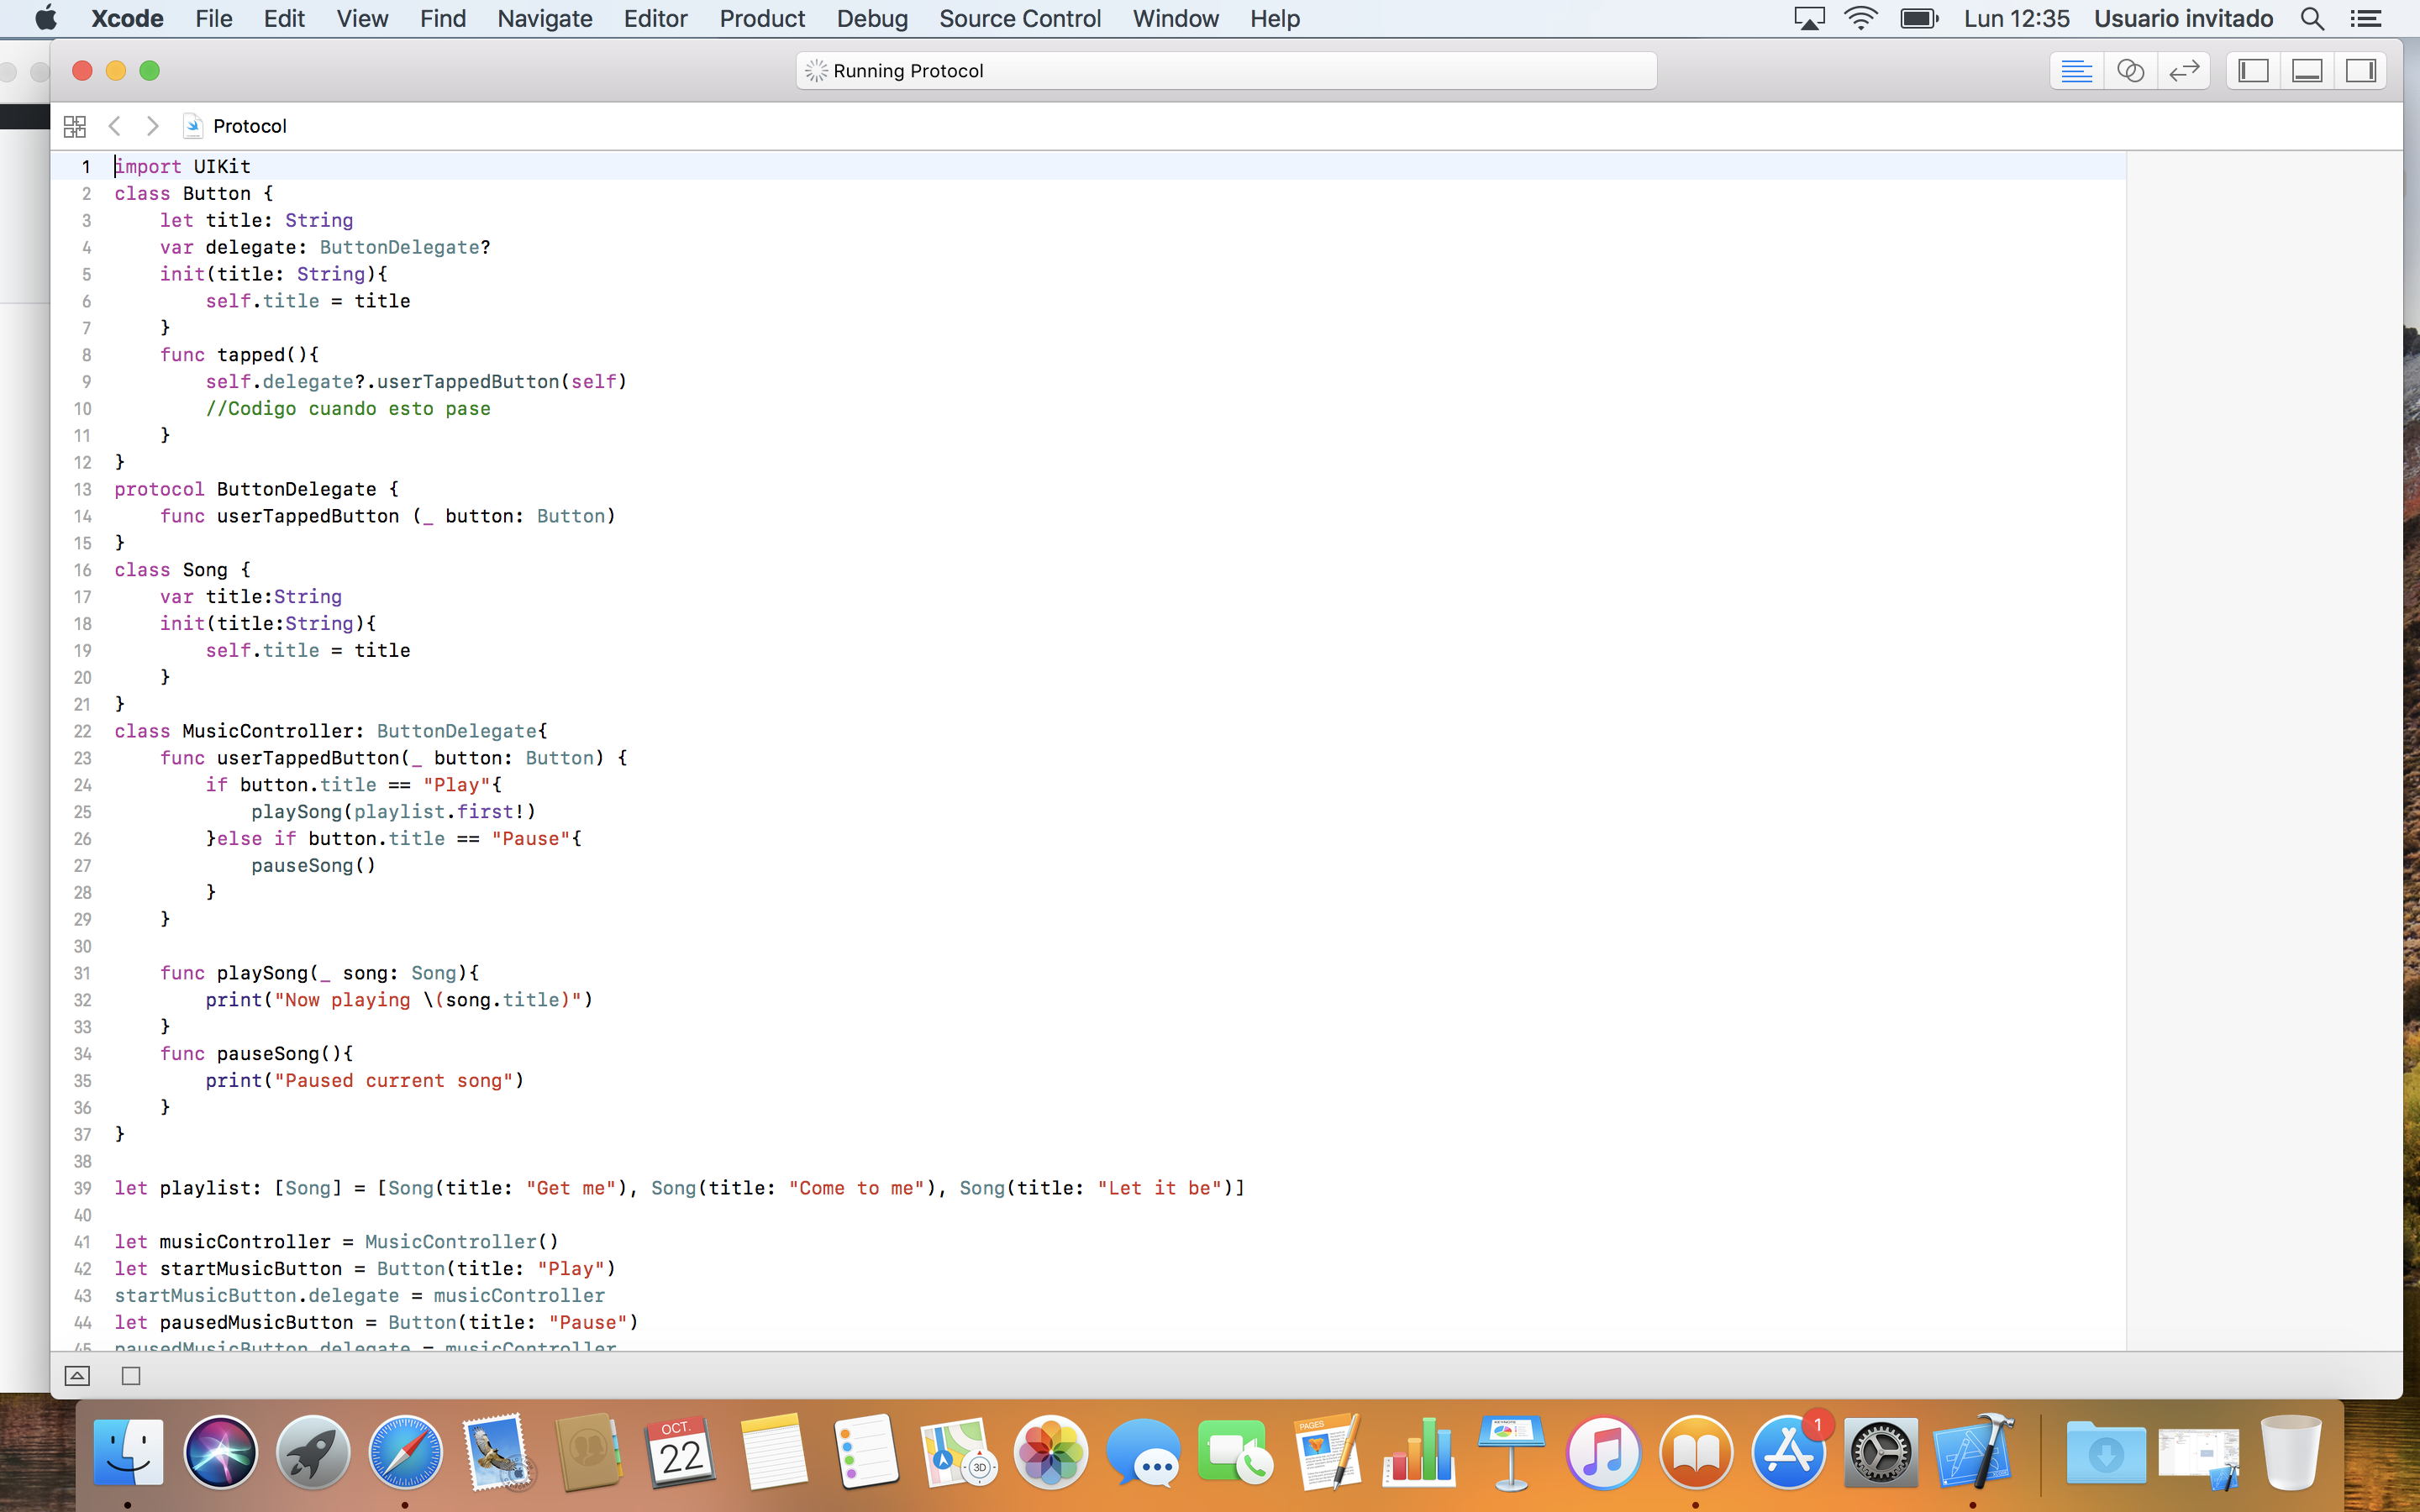 Xcode File Edit View Find Navigate Editor Product Debug Source Control Window Help Lun 12:35 Usuario invitado
Running Protocol
Protocol
1 import UIKit
2 class Button {
3 let title: String
4 var delegate: ButtonDelegate?
5 init(title: String){
6 self.title = title
7 }
8 func tapped(){
9 self.delegate?.userTappedButton(self)
10 //Codigo cuando esto pase
11 }
12 }
13 protocol ButtonDelegate {
14 func userTappedButton (_ button: Button)
15 }
16 class Song {
17 var title:String
18 init(title:String){
19 self.title = title
20 }
21 }
22 class MusicController: ButtonDelegate{
23 func userTappedButton(_ button: Button) {
24 if button.title == "Play"{
25 playSong(playlist.first!)
26 }else if button.title == "Pause"{
27 pauseSong()
28 }
29 }
30
31 func playSong(_ song: Song){
32 print("Now playing \(song.title)")
33 }
34 func pauseSong(){
35 print("Paused current song")
36 }
37 }
38
39 let playlist: [Song] = [Song(title: "Get me"), Song(title: "Come to me"), Song(title: "Let it be")]
40
41 let musicController = MusicController()
42 let startMusicButton = Button(title: "Play")
43 startMusicButton.delegate = musicController
44 let pausedMusicButton = Button(title: "Pause")
45 pausedMusicButton.delegate = musicController
OCT.
22
3D
PAGES
KEYNOTE
1